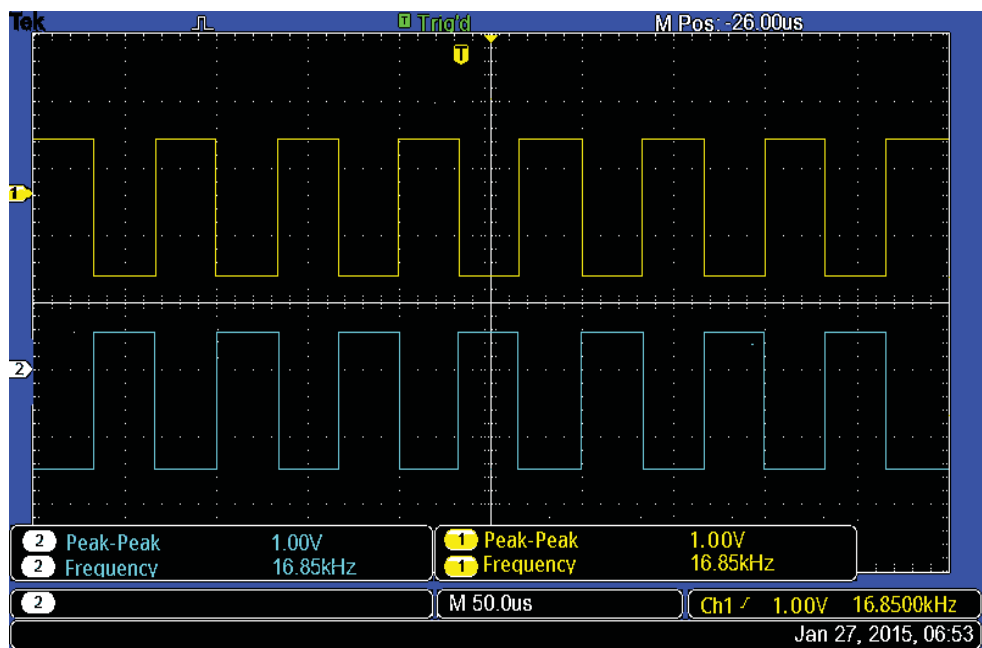 Tek T Trig'd M Pos: -26.00us
T
1
2
2 Peak-Peak 1.00V
2 Frequency 16.85kHz
1 Peak-Peak 1.00V
1 Frequency 16.85kHz
2 M 50.0us Ch1 1.00V 16.8500kHz
Jan 27, 2015, 06:53